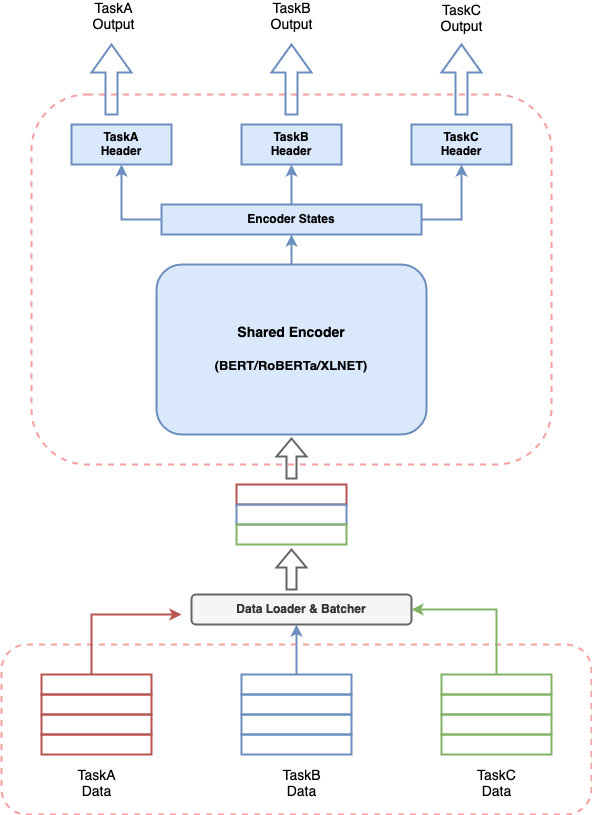 TaskA
Output
TaskB
Output
TaskC
Output
TaskA
Header
TaskB
Header
TaskC
Header
Encoder States
Shared Encoder
(BERT/RoBERTa/XLNET)
Data Loader & Batcher
TaskA
Data
TaskB
Data
TaskC
Data